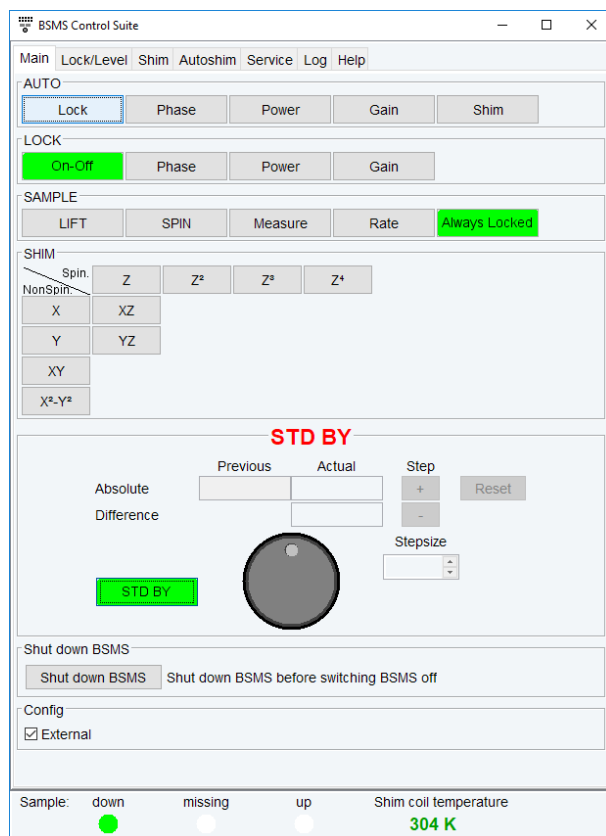 BSMS Control Suite
Main Lock/Level Shim Autoshim Service Log Help
AUTO
Lock Phase Power Gain Shim
LOCK
On-Off Phase Power Gain
SAMPLE
LIFT SPIN Measure Rate Always Locked
SHIM
Spin.
NonSpin. Z Z² Z³ Z⁴
X XZ
Y YZ
XY
X²-Y²
STD BY
Previous Actual Step
Absolute + Reset
Difference -
Stepsize
STD BY
Shut down BSMS
Shut down BSMS Shut down BSMS before switching BSMS off
Config
External
Sample: down missing up Shim coil temperature
304 K